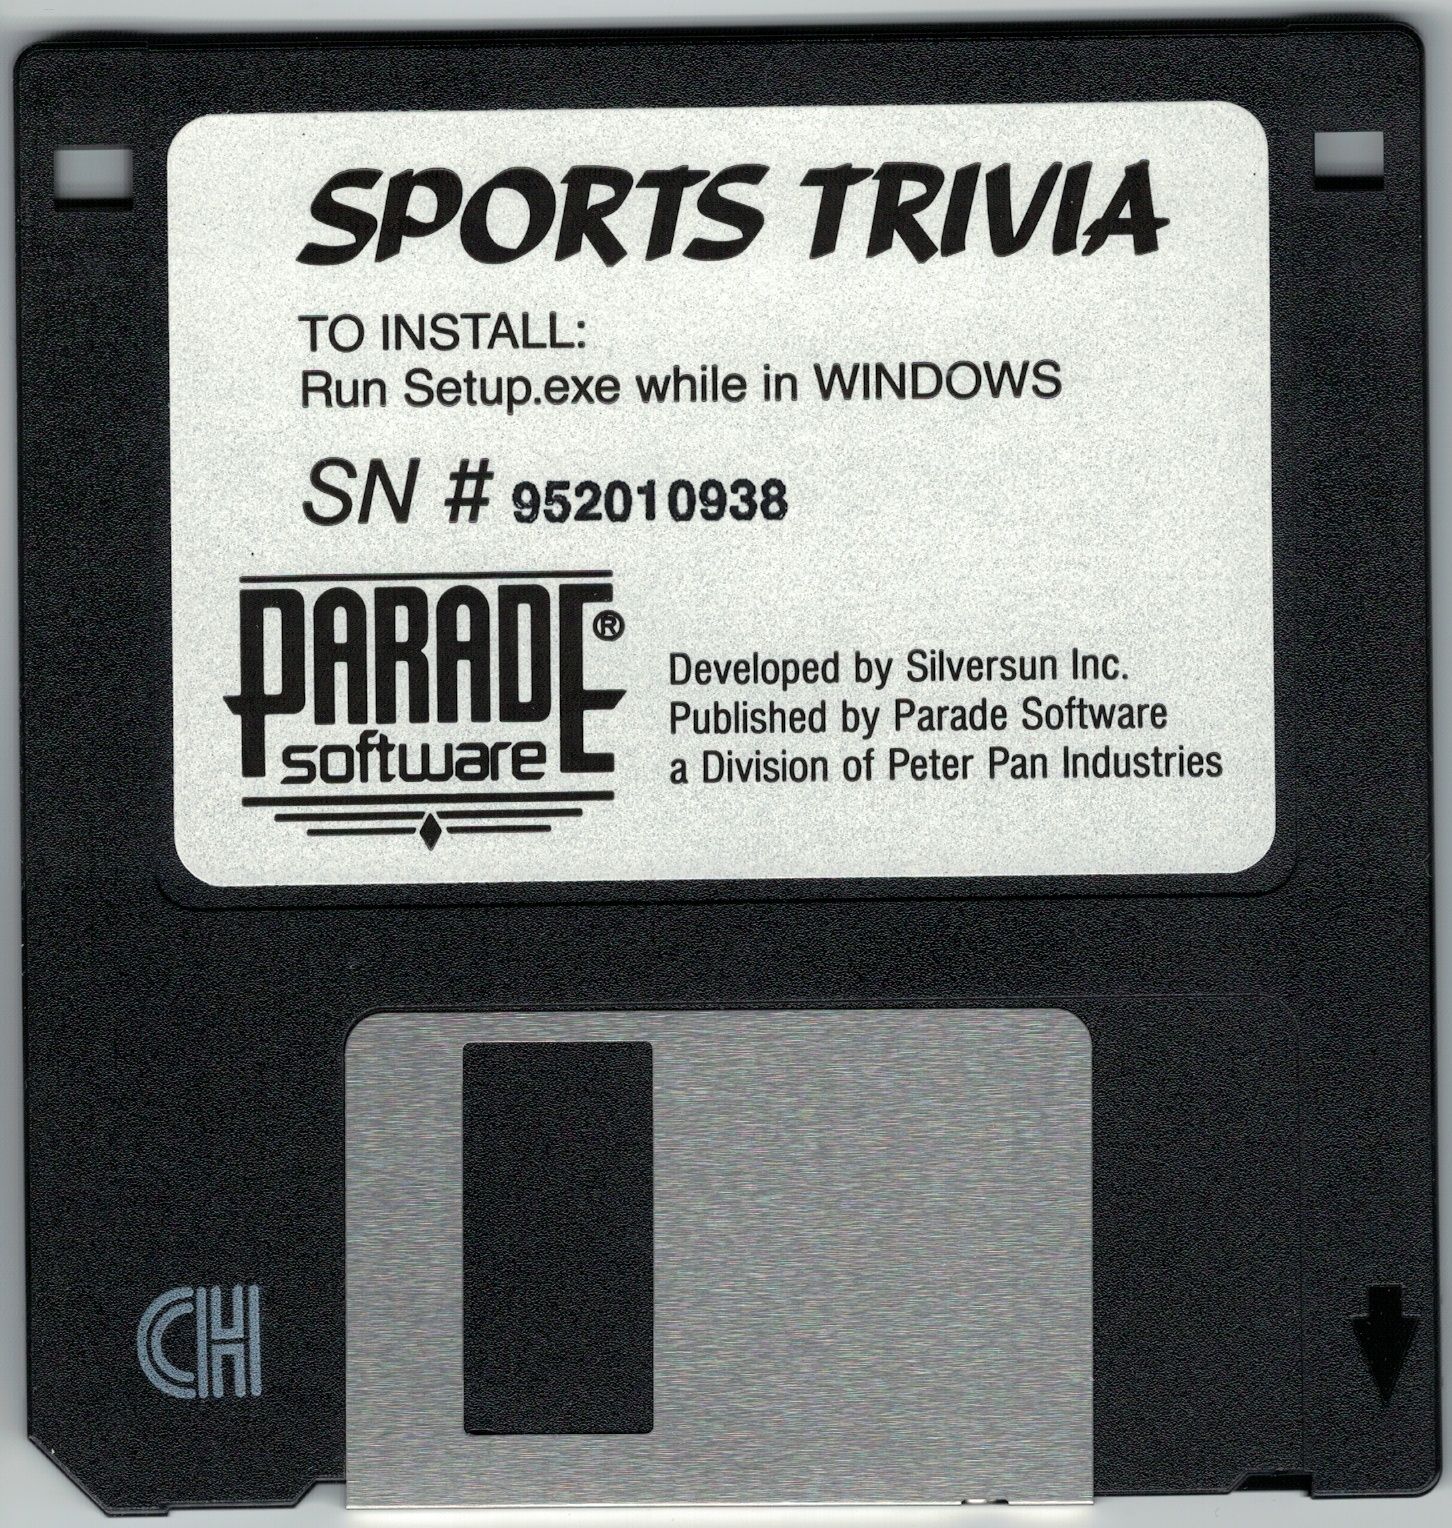 SPORTS TRIVIA
TO INSTALL:
Run Setup.exe while in WINDOWS
SN # 952010938
PARADE®
software
Developed by Silversun Inc.
Published by Parade Software
a Division of Peter Pan Industries
CH